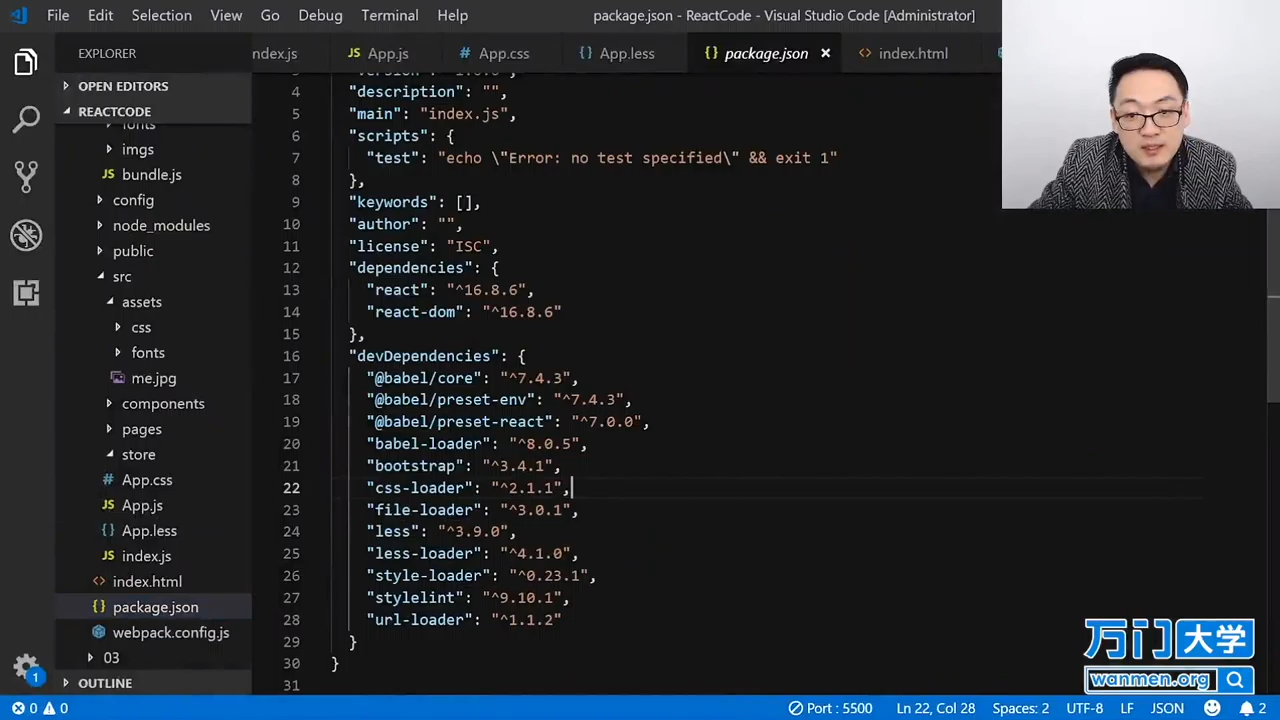 File Edit Selection View Go Debug Terminal Help
package.json - ReactCode - Visual Studio Code [Administrator]
EXPLORER
ndex.js
JS App.js
# App.css
{} App.less
{} package.json ×
<> index.html
OPEN EDITORS
REACTCODE
fonts
imgs
JS bundle.js
config
node_modules
public
src
assets
css
fonts
me.jpg
components
pages
store
# App.css
JS App.js
{} App.less
JS index.js
<> index.html
{} package.json
webpack.config.js
03
OUTLINE
4 "description": "",
5 "main": "index.js",
6 "scripts": {
7 "test": "echo \"Error: no test specified\" && exit 1"
8 },
9 "keywords": [],
10 "author": "",
11 "license": "ISC",
12 "dependencies": {
13 "react": "^16.8.6",
14 "react-dom": "^16.8.6"
15 },
16 "devDependencies": {
17 "@babel/core": "^7.4.3",
18 "@babel/preset-env": "^7.4.3",
19 "@babel/preset-react": "^7.0.0",
20 "babel-loader": "^8.0.5",
21 "bootstrap": "^3.4.1",
22 "css-loader": "^2.1.1",
23 "file-loader": "^3.0.1",
24 "less": "^3.9.0",
25 "less-loader": "^4.1.0",
26 "style-loader": "^0.23.1",
27 "stylelint": "^9.10.1",
28 "url-loader": "^1.1.2"
29 }
30 }
31
万门大学
wanmen.org
1
0 0
Port : 5500
Ln 22, Col 28
Spaces: 2
UTF-8
LF
JSON
2